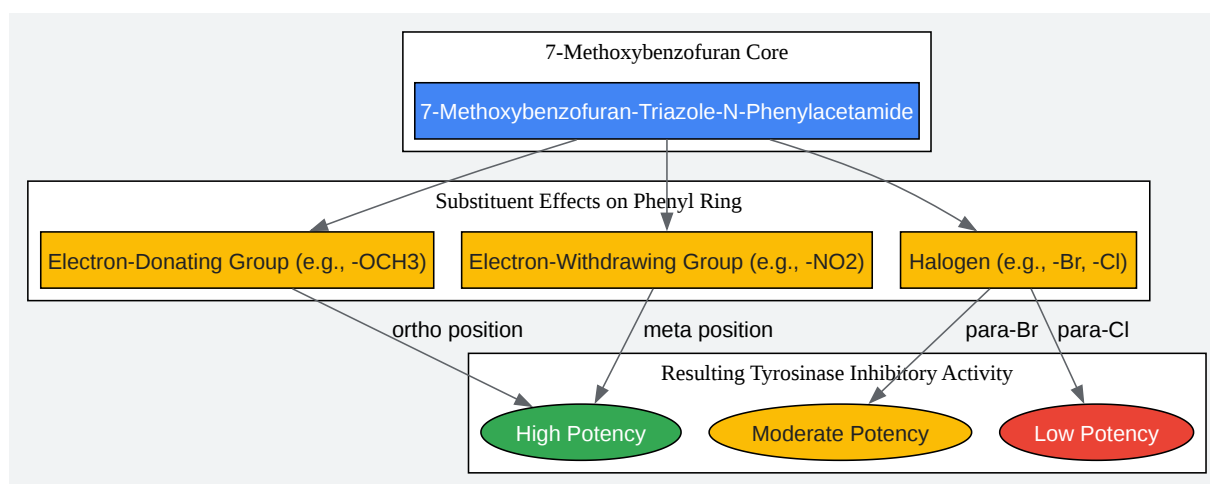 7-Methoxybenzofuran Core
7-Methoxybenzofuran-Triazole-N-Phenylacetamide
Substituent Effects on Phenyl Ring
Electron-Donating Group (e.g., -OCH3)
Electron-Withdrawing Group (e.g., -NO2)
Halogen (e.g., -Br, -Cl)
ortho position
meta position
para-Br
para-Cl
Resulting Tyrosinase Inhibitory Activity
High Potency
Moderate Potency
Low Potency